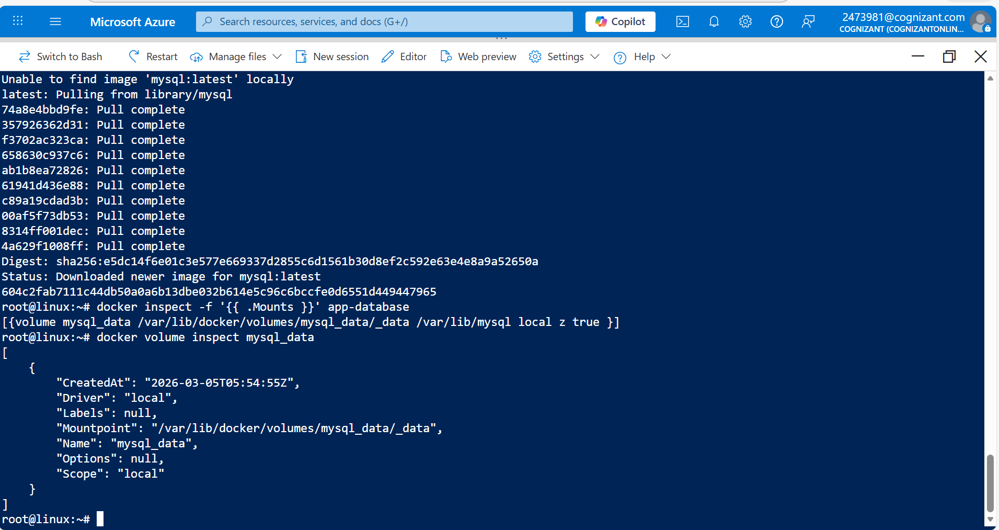 Microsoft Azure
Search resources, services, and docs (G+/)
Copilot
2473981@cognizant.com
COGNIZANT (COGNIZANTONLIN...
Switch to Bash
Restart
Manage files
New session
Editor
Web preview
Settings
Help
Unable to find image 'mysql:latest' locally
latest: Pulling from library/mysql
74a8e4bbd9fe: Pull complete
357926362d31: Pull complete
f3702ac323ca: Pull complete
658630c937c6: Pull complete
ab1b8ea72826: Pull complete
61941d436e88: Pull complete
c89a19cdad3b: Pull complete
00af5f73db53: Pull complete
8314ff001dec: Pull complete
4a629f1008ff: Pull complete
Digest: sha256:e5dc14f6e01c3e577e669337d2855c6d1561b30d8ef2c592e63e4e8a9a52650a
Status: Downloaded newer image for mysql:latest
604c2fab7111c44db50a0a6b13dbe032b614e5c96c6bccfe0d6551d449447965
root@linux:~# docker inspect -f '{{ .Mounts }}' app-database
[{volume mysql_data /var/lib/docker/volumes/mysql_data/_data /var/lib/mysql local z true }]
root@linux:~# docker volume inspect mysql_data
[
    {
        "CreatedAt": "2026-03-05T05:54:55Z",
        "Driver": "local",
        "Labels": null,
        "Mountpoint": "/var/lib/docker/volumes/mysql_data/_data",
        "Name": "mysql_data",
        "Options": null,
        "Scope": "local"
    }
]
root@linux:~#